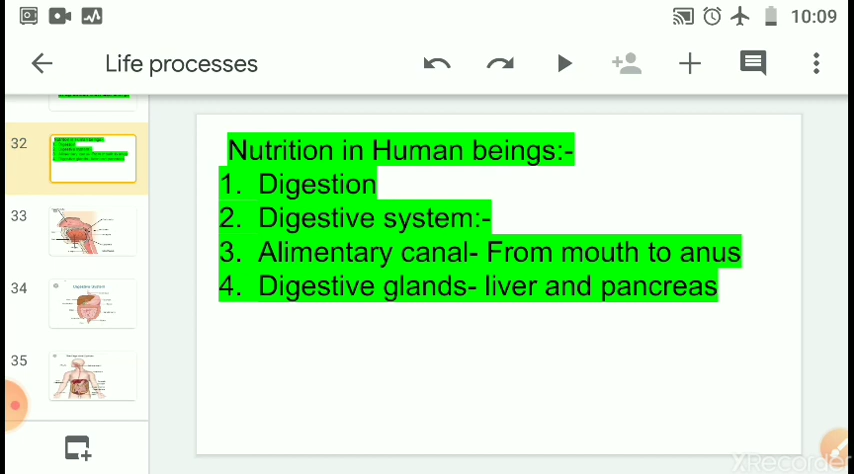 10:09
Life processes
32
Nutrition in Human beings:-
1. Digestion
2. Digestive system:-
3. Alimentary canal- From mouth to anus
4. Digestive glands- liver and pancreas
33
34
35
XRecorder